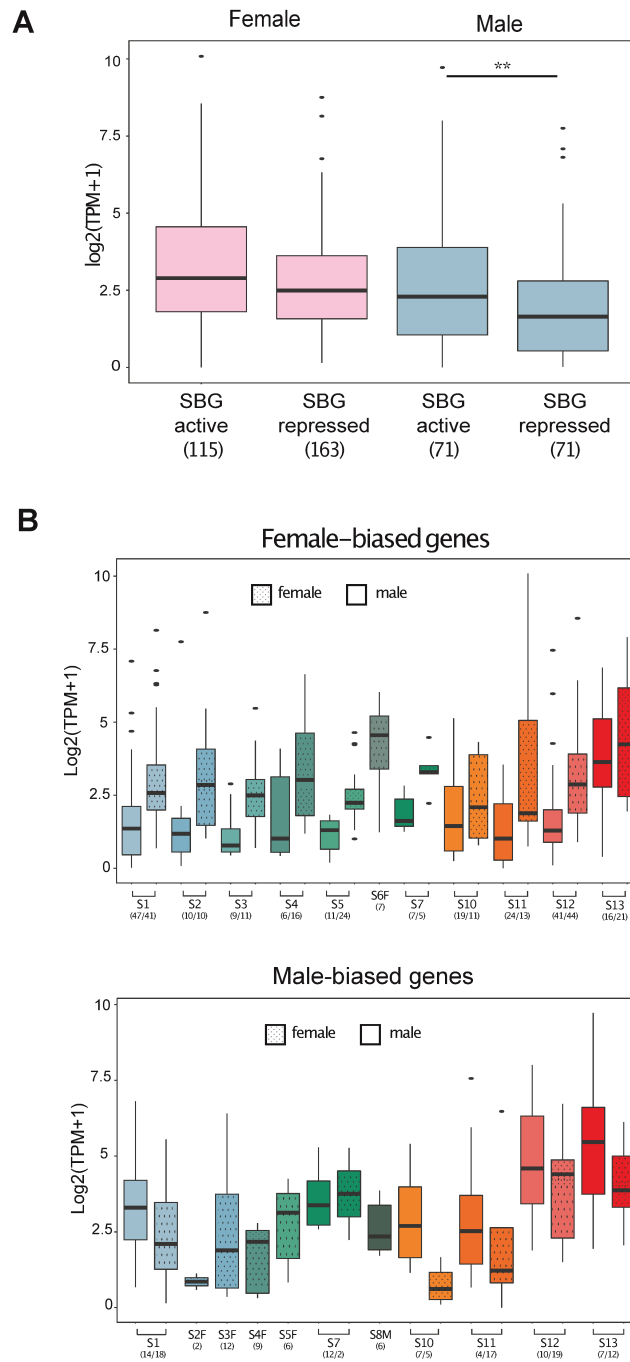 A
Female Male
10
7.5
5
2.5
0
log2(TPM+1)
**
SBG SBG SBG SBG
active repressed active repressed
(115) (163) (71) (71)
B
Female–biased genes
female male
10
7.5
5
2.5
0
Log2(TPM+1)
S1 S2 S3 S4 S5 S6F S7 S10 S11 S12 S13
(47/41) (10/10) (9/11) (6/16) (11/24) (7) (7/5) (19/11) (24/13) (41/44) (16/21)
Male-biased genes
female male
10
7.5
5
2.5
0
Log2(TPM+1)
S1 S2F S3F S4F S5F S7 S8M S10 S11 S12 S13
(14/18) (2) (12) (9) (6) (12/2) (6) (7/5) (4/17) (10/19) (7/12)